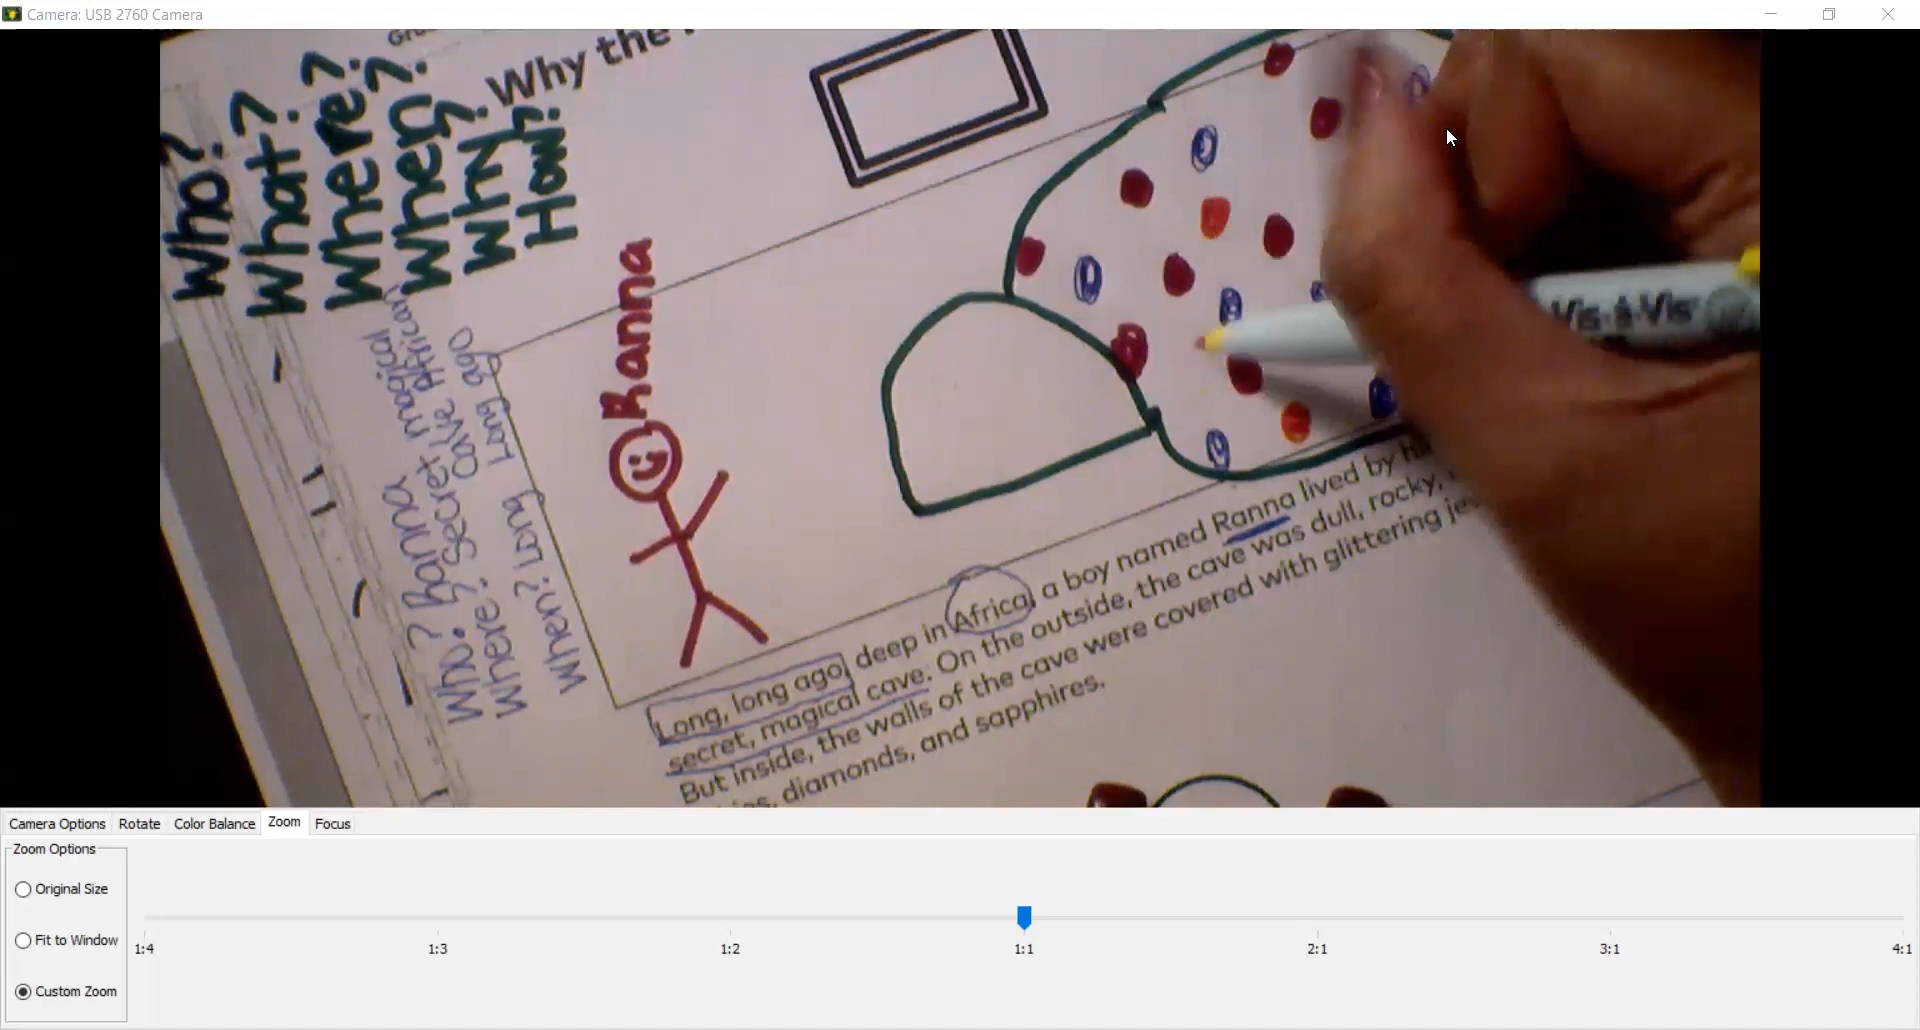 Camera: USB 2760 Camera
Why the
Who?
What?
Where?
When?
Why?
How?
Who? Ranna
Where? Secret magical
cave African
When? Long Long ago
Ranna
Vis-à-Vis
Long, long ago, deep in Africa, a boy named Ranna lived by
secret, magical cave. On the outside, the cave was dull, rocky,
But inside, the walls of the cave were covered with glittering
diamonds, and sapphires.
Camera Options Rotate Color Balance Zoom Focus
Zoom Options
Original Size
Fit to Window
Custom Zoom
1:4 1:3 1:2 1:1 2:1 3:1 4:1